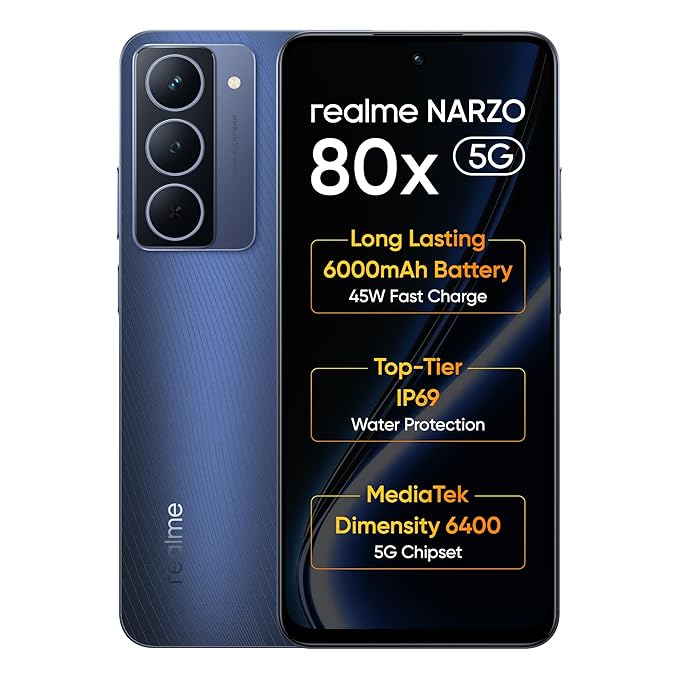 realme NARZO
80x 5G
Long Lasting
6000mAh Battery
45W Fast Charge
Top-Tier
IP69
Water Protection
MediaTek
Dimensity 6400
5G Chipset
realme